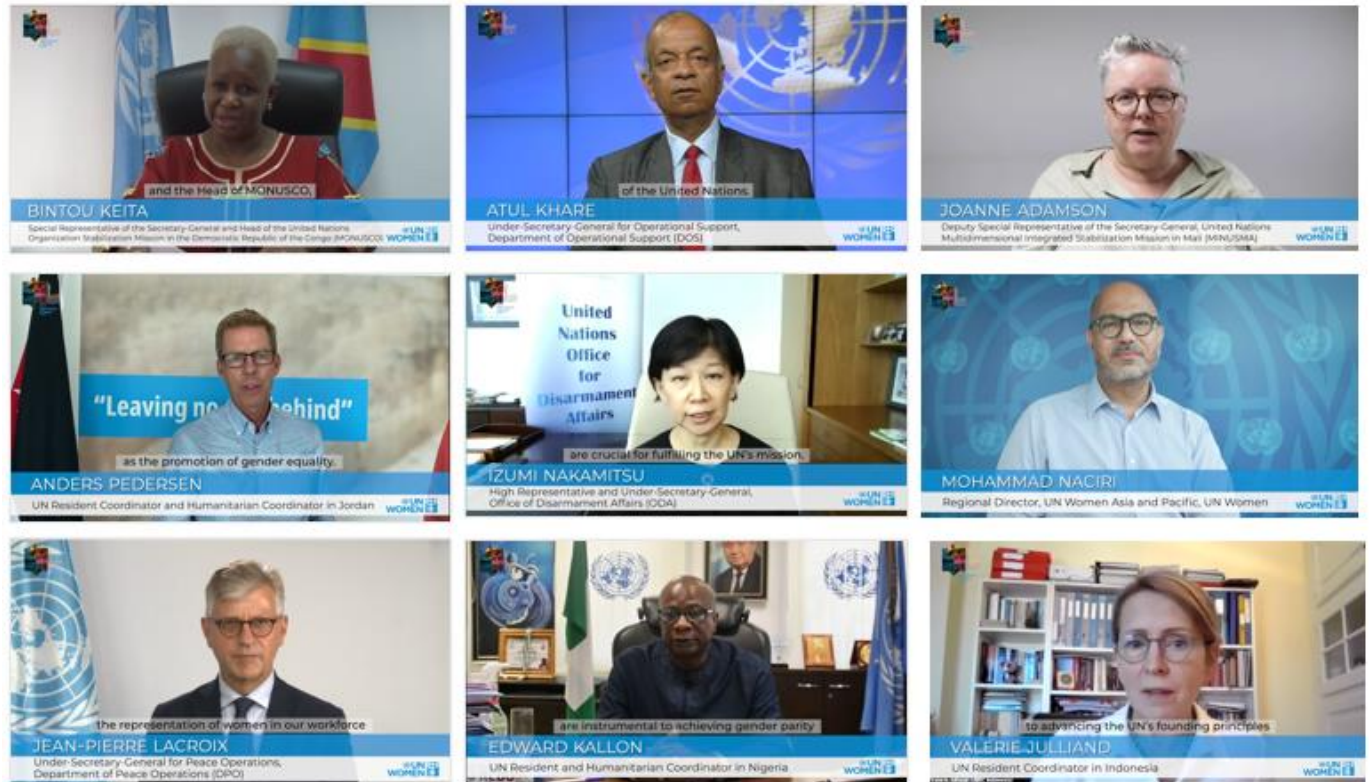 and the Head of MONUSCO,
BINTOU KEITA
Special Representative of the Secretary-General and Head of the United Nations
Organization Stabilization Mission in the Democratic Republic of the Congo (MONUSCO)
UN
WOMEN
of the United Nations.
ATUL KHARE
Under-Secretary-General for Operational Support,
Department of Operational Support (DOS)
UN
WOMEN
JOANNE ADAMSON
Deputy Special Representative of the Secretary-General, United Nations
Multidimensional Integrated Stabilization Mission in Mali (MINUSMA)
UN
WOMEN
“Leaving no behind”
as the promotion of gender equality.
ANDERS PEDERSEN
UN Resident Coordinator and Humanitarian Coordinator in Jordan
UN
WOMEN
United
Nations
Office
for
Disarmament
Affairs
are crucial for fulfilling the UN's mission.
IZUMI NAKAMITSU
High Representative and Under-Secretary-General,
Office of Disarmament Affairs (ODA)
UN
WOMEN
MOHAMMAD NACIRI
Regional Director, UN Women Asia and Pacific, UN Women
UN
WOMEN
the representation of women in our workforce
JEAN-PIERRE LACROIX
Under-Secretary-General for Peace Operations,
Department of Peace Operations (DPO)
UN
WOMEN
are instrumental to achieving gender parity
EDWARD KALLON
UN Resident and Humanitarian Coordinator in Nigeria
UN
WOMEN
to advancing the UN's founding principles
VALERIE JULLIAND
UN Resident Coordinator in Indonesia
UN
WOMEN